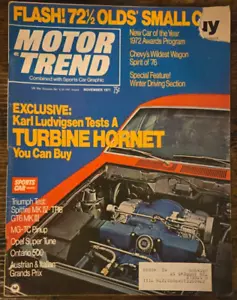 FLASH! 72½ OLDS' SMALL
MOTOR
TREND
Combined with Sports Car Graphic
NOVEMBER 1971 75¢
New Car of the Year
1972 Awards Program
Chevy's Wildest Wagon
Spirit of '76
Special Feature!
Winter Driving Section
EXCLUSIVE:
Karl Ludvigsen Tests A
TURBINE HORNET
You Can Buy
SPORTS
CAR
Triumph Test:
Spitfire MK IV • TR6
GT6 MK III
MG-TC Pinup
Opel Super Tune
Ontario 500
Austrian & Italian
Grands Prix